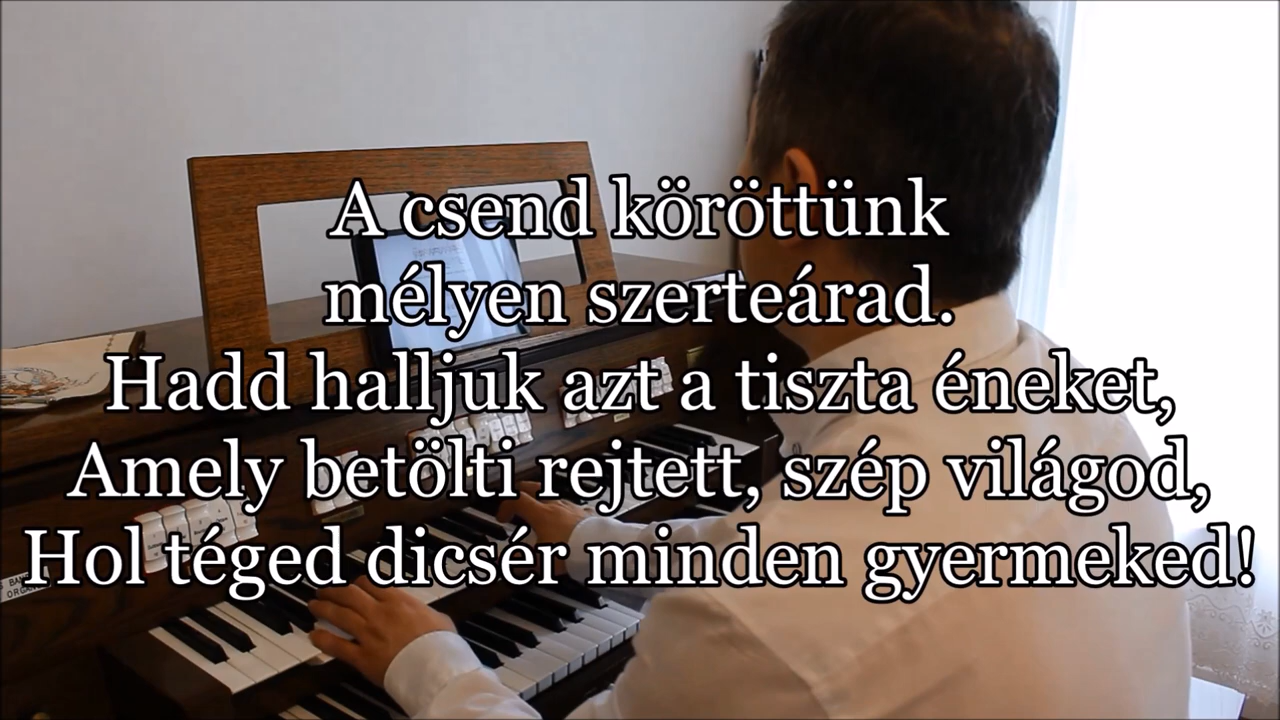 A csend köröttünk
mélyen szerteárad.
Hadd halljuk azt a tiszta éneket,
Amely betölti rejtett, szép világod,
Hol téged dicsér minden gyermeked!